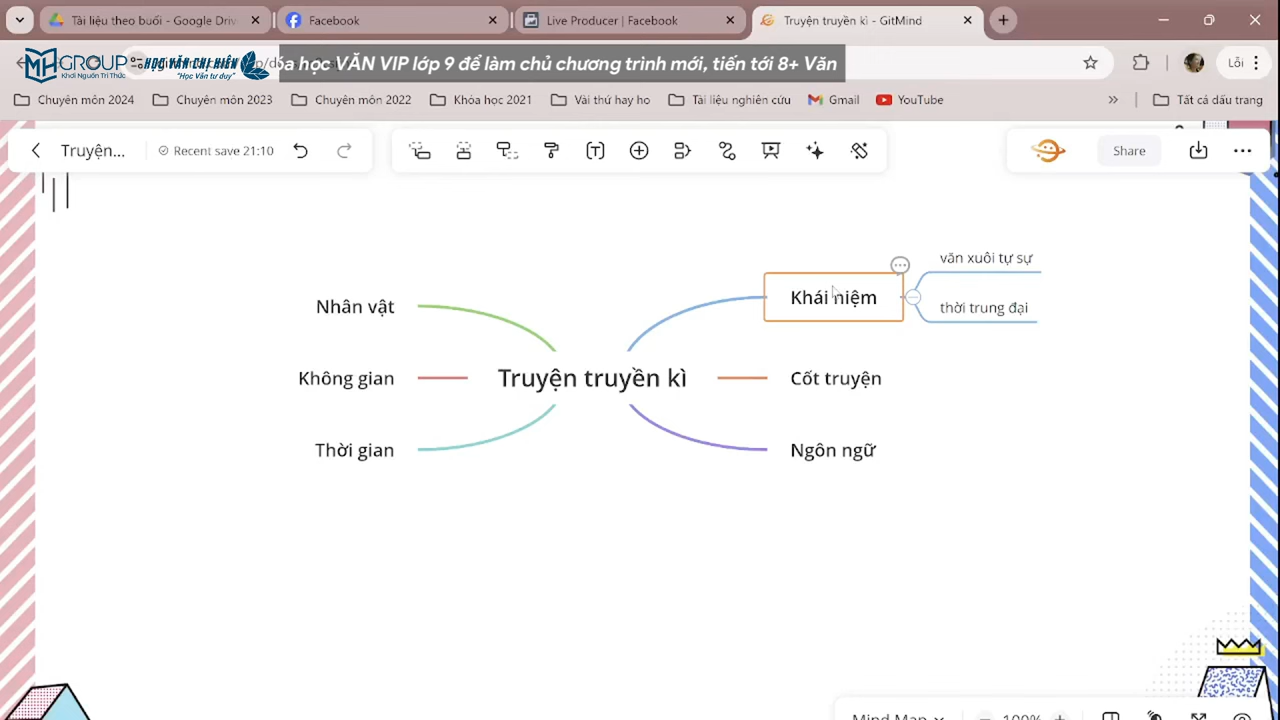 Tài liệu theo buổi - Google Driv
Facebook
Live Producer | Facebook
Truyện truyền kì - GitMind
MH GROUP
Khơi Nguồn Tri Thức
HỌC VĂN CHỊ HIÊN
"Học Văn tư duy"
óa học VĂN VIP lớp 9 để làm chủ chương trình mới, tiến tới 8+ Văn
Lỗi
Chuyên môn 2024
Chuyên môn 2023
Chuyên môn 2022
Khóa học 2021
Vài thứ hay ho
Tài liệu nghiên cứu
Gmail
YouTube
Tất cả dấu trang
Truyện...
Recent save 21:10
Share
văn xuôi tự sự
Khái niệm
thời trung đại
Nhân vật
Không gian
Truyện truyền kì
Cốt truyện
Thời gian
Ngôn ngữ
Mind Map
100%